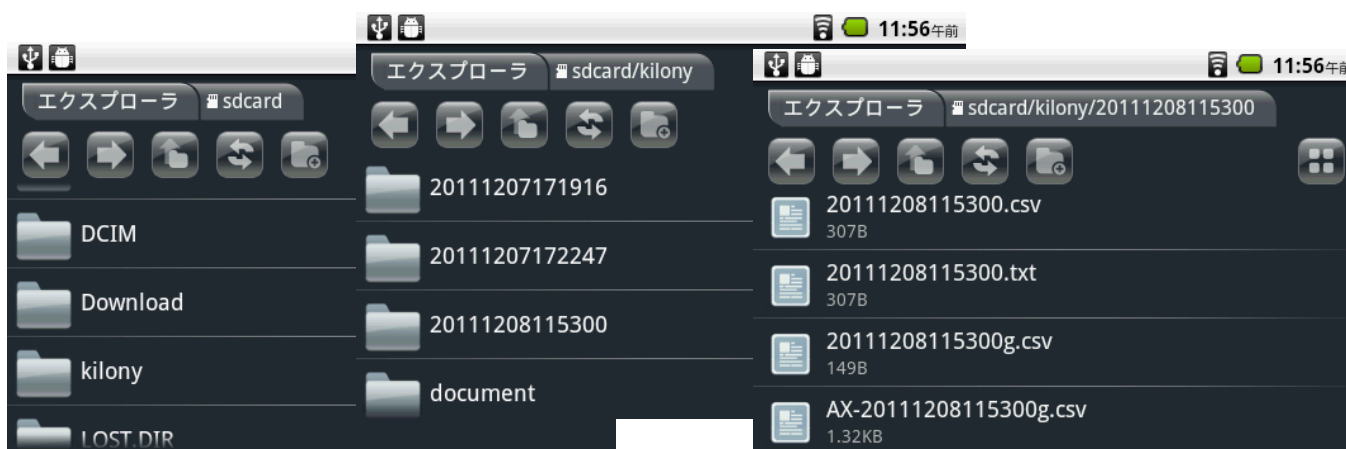 エクスプローラ
sdcard
DCIM
Download
kilony
LOST.DIR
11:56午前
エクスプローラ
sdcard/kilony
20111207171916
20111207172247
20111208115300
document
11:56午前
エクスプローラ
sdcard/kilony/20111208115300
20111208115300.csv
307B
20111208115300.txt
307B
20111208115300g.csv
149B
AX-20111208115300g.csv
1.32KB